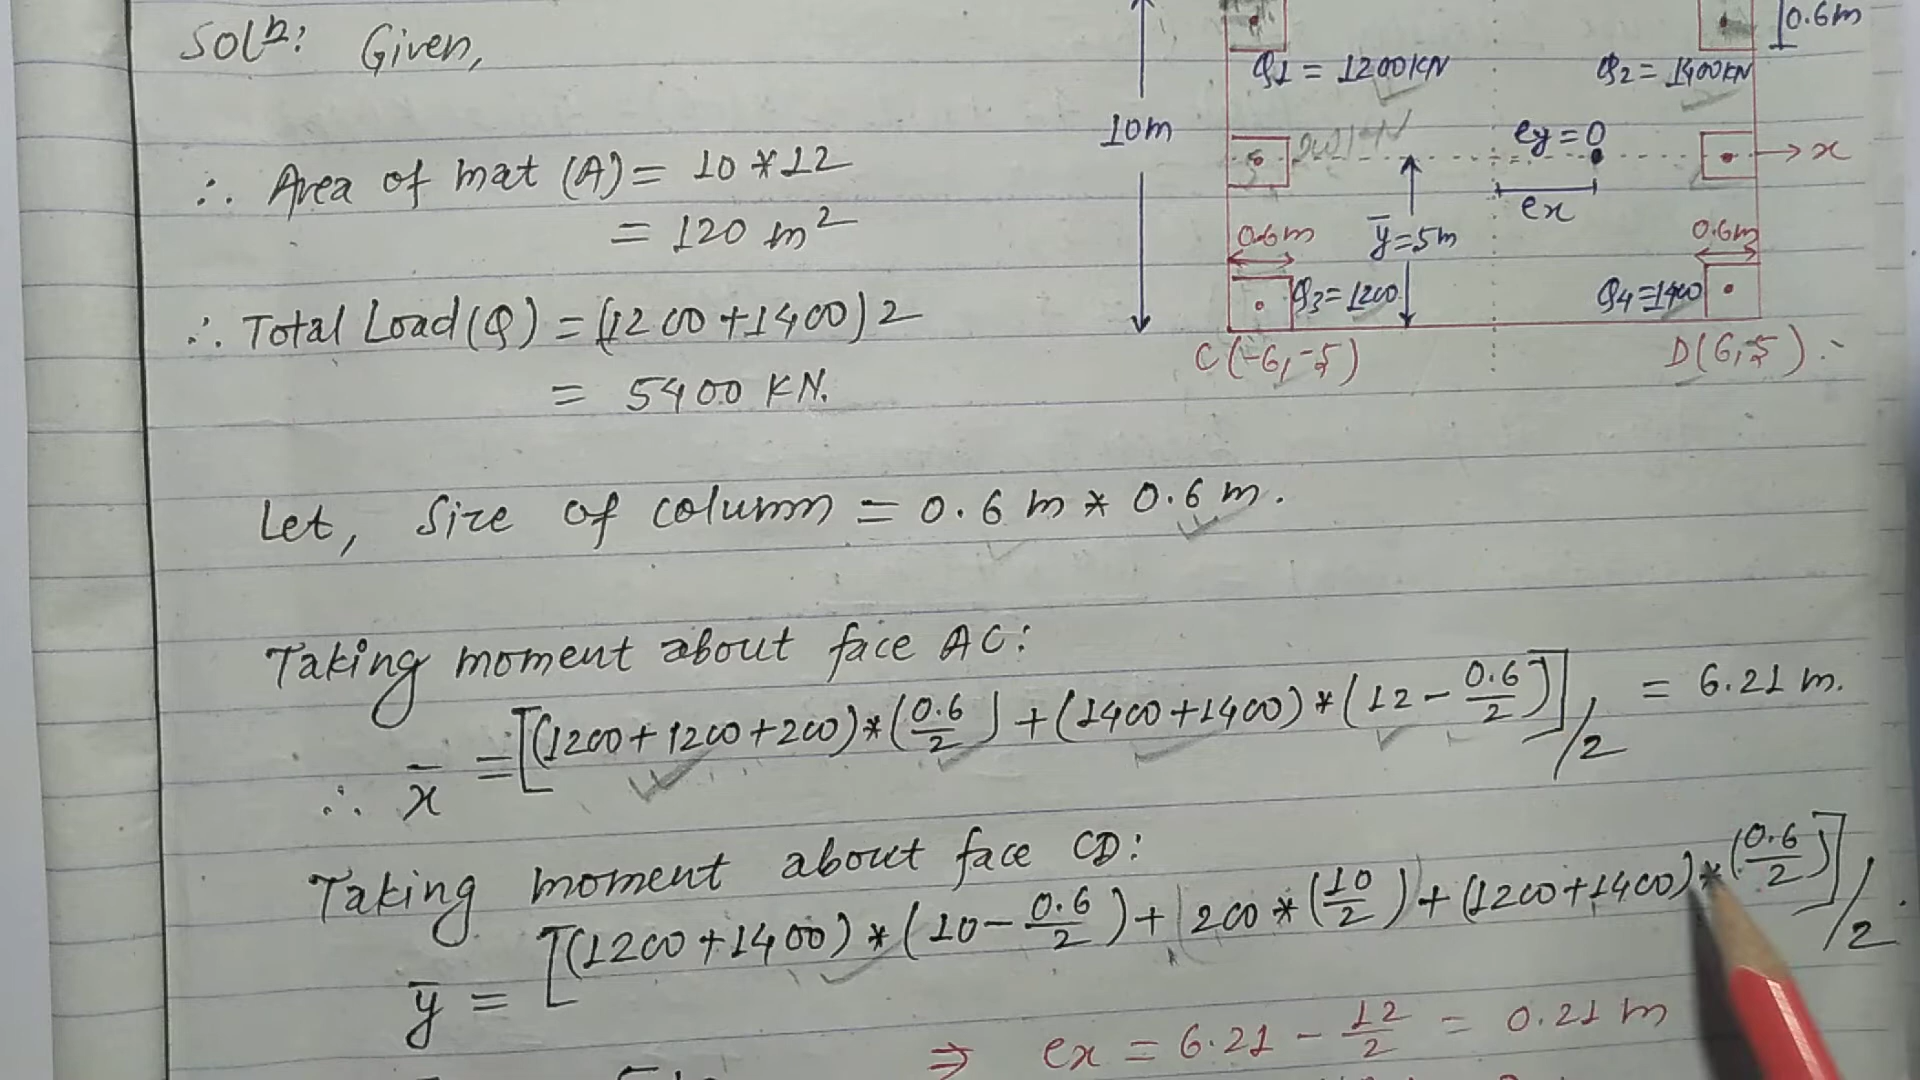 Solⁿ: Given,
0.6m
Q1 = 1200KN
Q2 = 1400KN
10m
ey = 0
x
∴ Area of mat (A) = 10 * 12
= 120 m²
ex
0.6m
ȳ = 5m
0.6m
Q3 = 1200
Q4 = 1400
∴ Total Load (Q) = (1200 + 1400) 2
= 5400 KN.
C (-6, -5)
D (6, -5)
Let, Size of column = 0.6 m * 0.6 m.
Taking moment about face AC:
∴ x̄ = [(1200 + 1200 + 200) * (0.6/2) + (1400 + 1400) * (12 - 0.6/2)] / 2 = 6.21 m.
Taking moment about face CD:
ȳ = [(1200 + 1400) * (10 - 0.6/2) + (200 * (10/2) + (1200 + 1400) * (0.6/2)] / 2
⇒ ex = 6.21 - 12/2 = 0.21 m